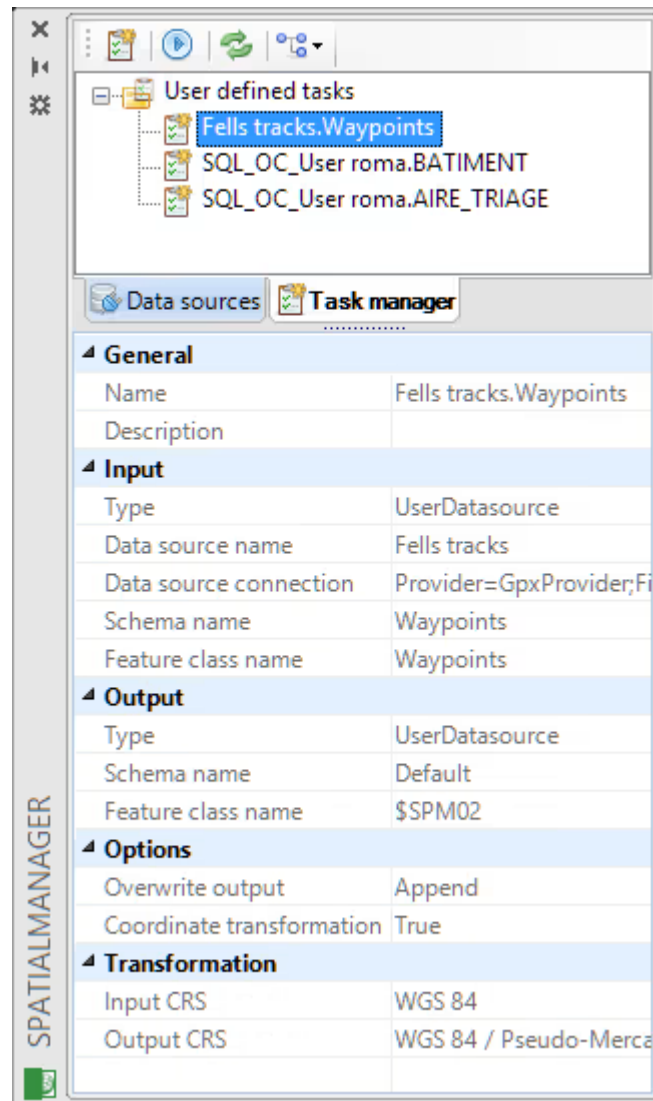 User defined tasks
Fells tracks.Waypoints
SQL_OC_User roma.BATIMENT
SQL_OC_User roma.AIRE_TRIAGE
Data sources Task manager
General
Name Fells tracks.Waypoints
Description
Input
Type UserDatasource
Data source name Fells tracks
Data source connection Provider=GpxProvider;Fi
Schema name Waypoints
Feature class name Waypoints
Output
Type UserDatasource
Schema name Default
Feature class name $SPM02
Options
Overwrite output Append
Coordinate transformation True
Transformation
Input CRS WGS 84
Output CRS WGS 84 / Pseudo-Merca
SPATIALMANAGER